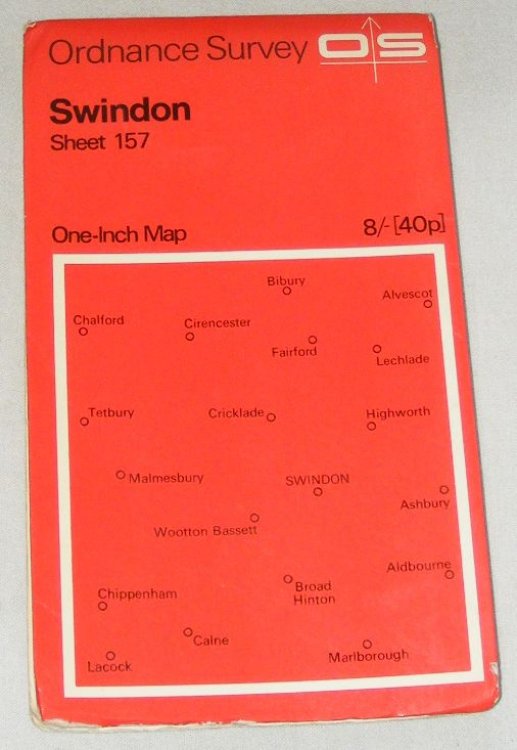 Ordnance Survey OS
Swindon
Sheet 157
One-Inch Map 8/- [40p]
Bibury
Alvescot
Chalford
Cirencester
Fairford
Lechlade
Tetbury
Cricklade
Highworth
Malmesbury
SWINDON
Ashbury
Wootton Bassett
Aldbourne
Chippenham
Broad
Hinton
Calne
Marlborough
Lacock